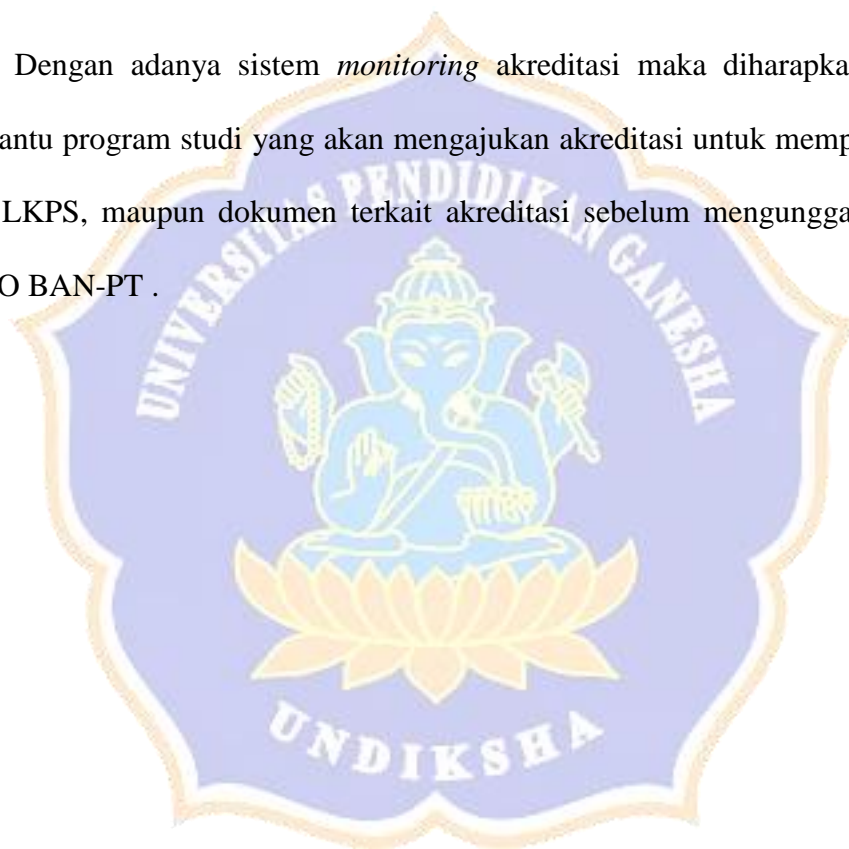 Dengan adanya sistem monitoring akreditasi maka diharapka
antu program studi yang akan mengajukan akreditasi untuk memp
LKPS, maupun dokumen terkait akreditasi sebelum mengungga
O BAN-PT .
UNIVERSITAS PENDIDIKAN GANESHA
UNDIKSHA